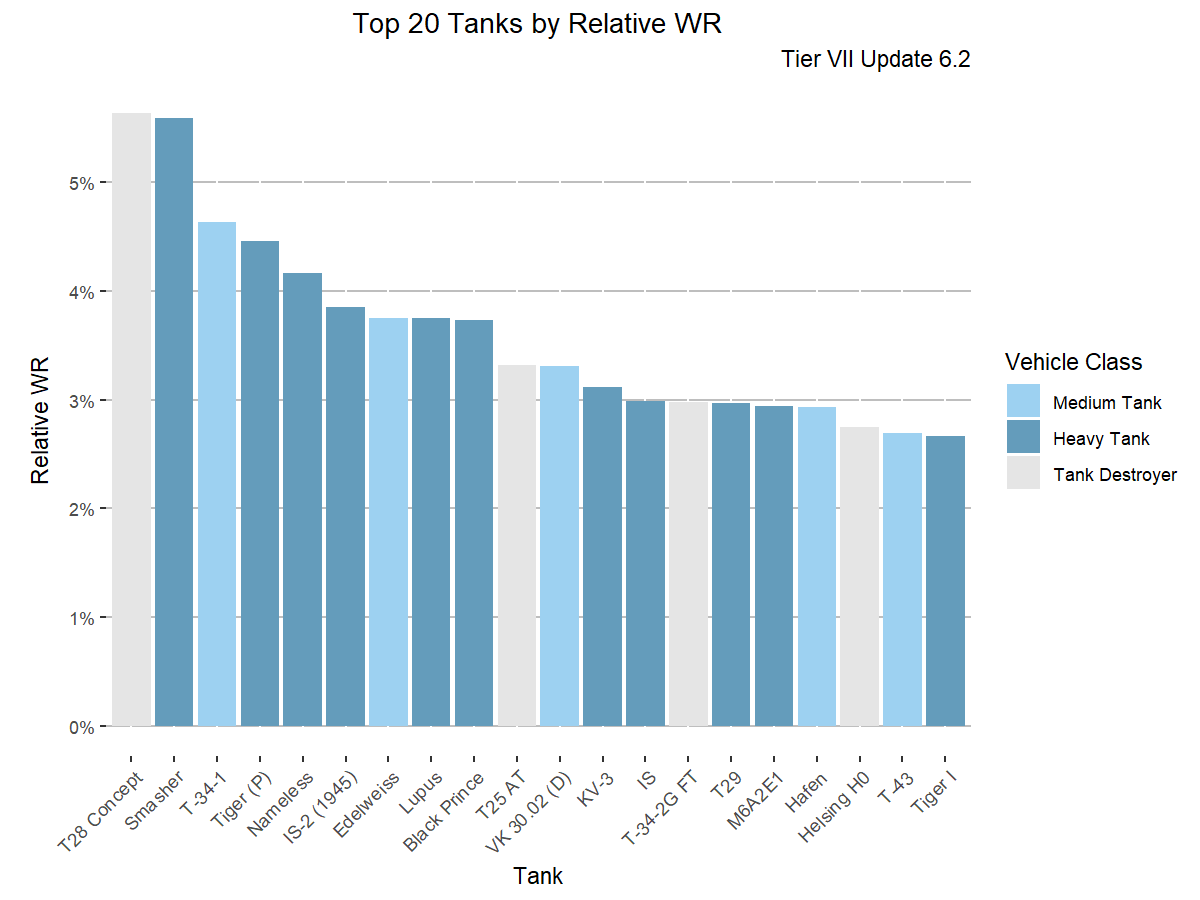 Top 20 Tanks by Relative WR
Tier VII Update 6.2
Relative WR
5%
4%
3%
2%
1%
0%
T28 Concept
Smasher
T-34-1
Tiger (P)
Nameless
IS-2 (1945)
Edelweiss
Lupus
Black Prince
T25 AT
VK 30.02 (D)
KV-3
IS
T-34-2G FT
T29
M6A2E1
Hafen
Helsing H0
T-43
Tiger I
Tank
Vehicle Class
Medium Tank
Heavy Tank
Tank Destroyer